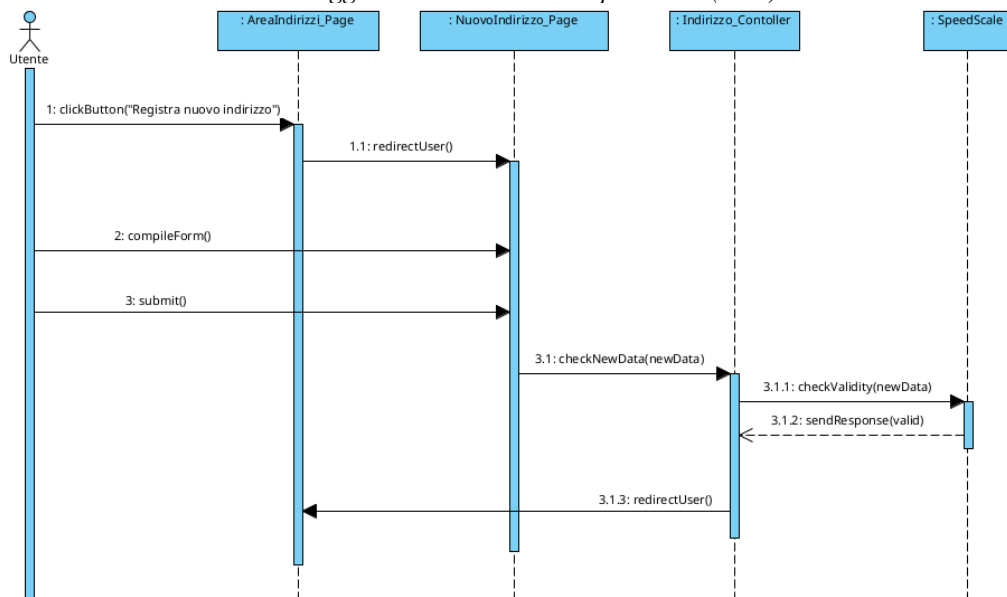 : AreaIndirizzi_Page
: NuovoIndirizzo_Page
: Indirizzo_Contoller
: SpeedScale
Utente
1: clickButton("Registra nuovo indirizzo")
1.1: redirectUser()
2: compileForm()
3: submit()
3.1: checkNewData(newData)
3.1.1: checkValidity(newData)
3.1.2: sendResponse(valid)
3.1.3: redirectUser()